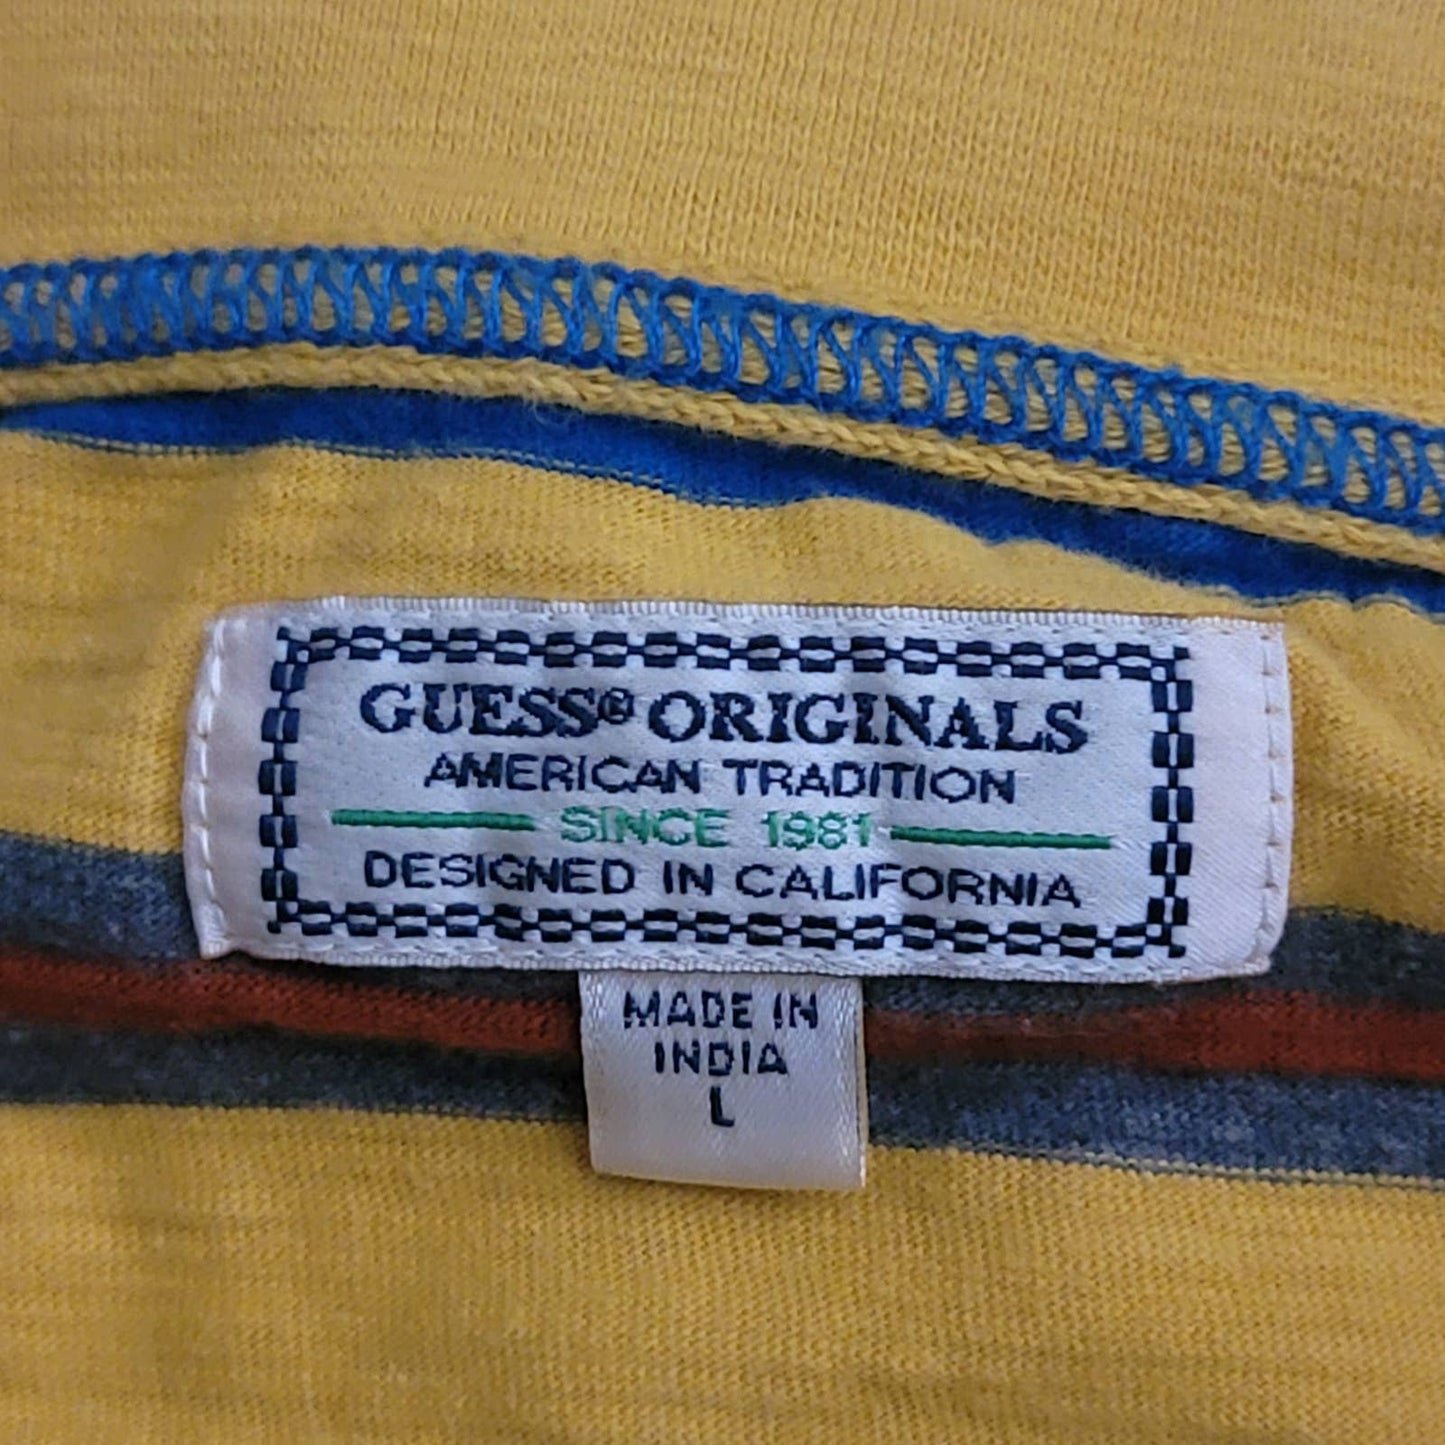 GUESS® ORIGINALS
AMERICAN TRADITION
SINCE 1981
DESIGNED IN CALIFORNIA
MADE IN
INDIA
L